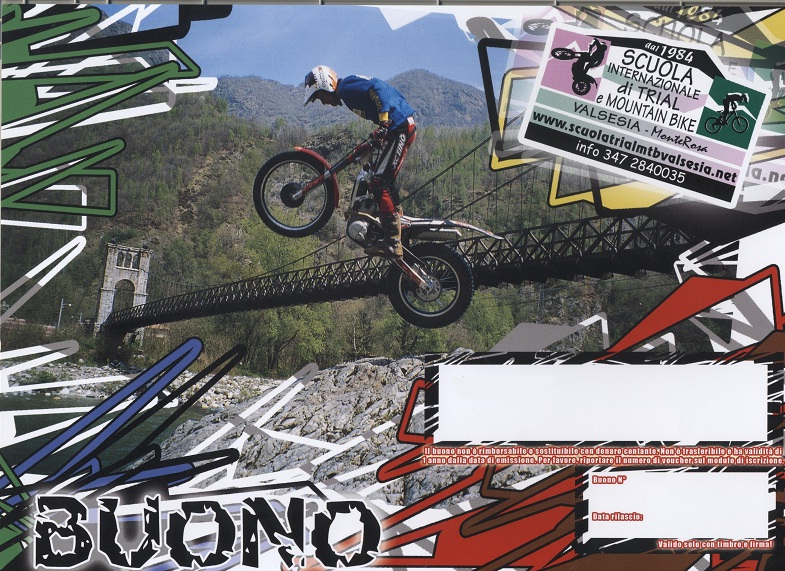 dal 1984
SCUOLA
INTERNAZIONALE
di TRIAL
e MOUNTAIN BIKE
VALSESIA - MonteRosa
www.scuolatrialmtbvalsesia.net
info 347 2840035
Il buono non è rimborsabile o sostituibile con denaro contante. Non è trasferibile e ha validità di
1 anno dalla data di emissione. Per favore, riportare il numero di voucher sul modulo di iscrizione.
Buono N°
Data rilascio:
Valido solo con timbro e firma!
BUONO